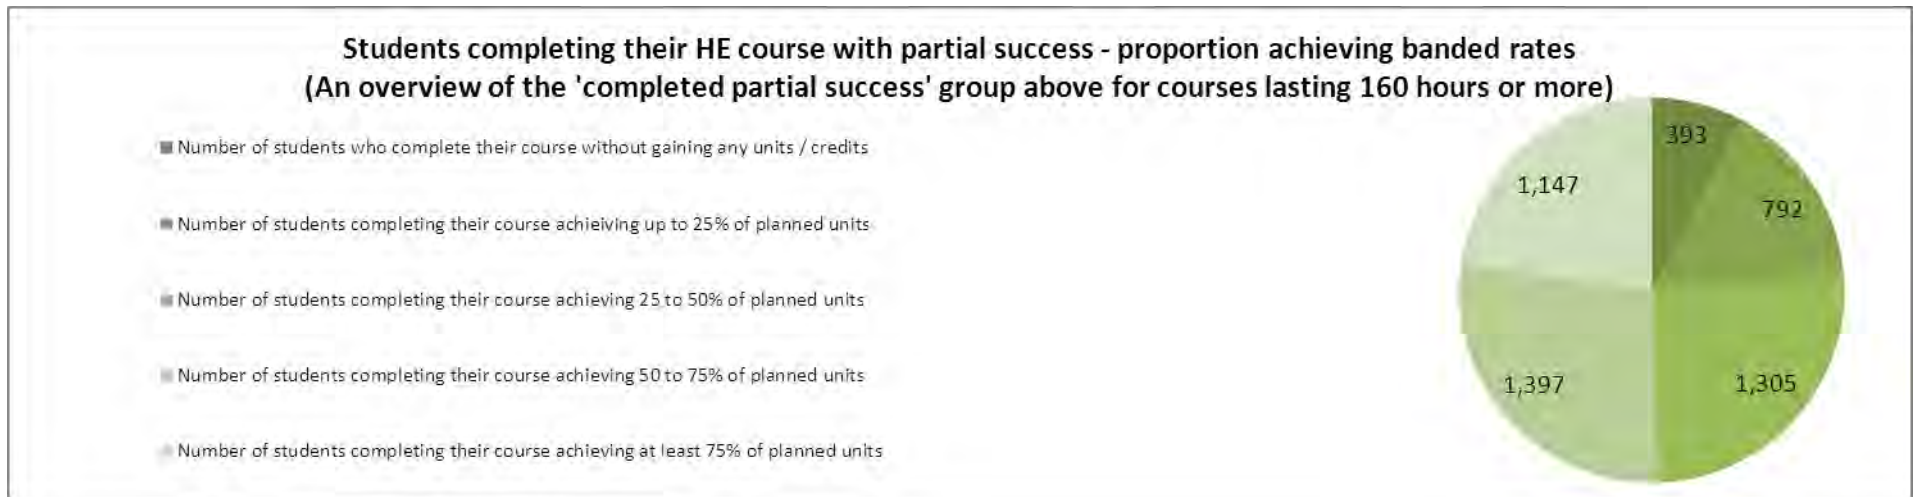 Students completing their HE course with partial success - proportion achieving banded rates
(An overview of the 'completed partial success' group above for courses lasting 160 hours or more)
Number of students who complete their course without gaining any units / credits
Number of students completing their course achieiving up to 25% of planned units
Number of students completing their course achieving 25 to 50% of planned units
Number of students completing their course achieving 50 to 75% of planned units
Number of students completing their course achieving at least 75% of planned units
393
1,147
792
1,397
1,305